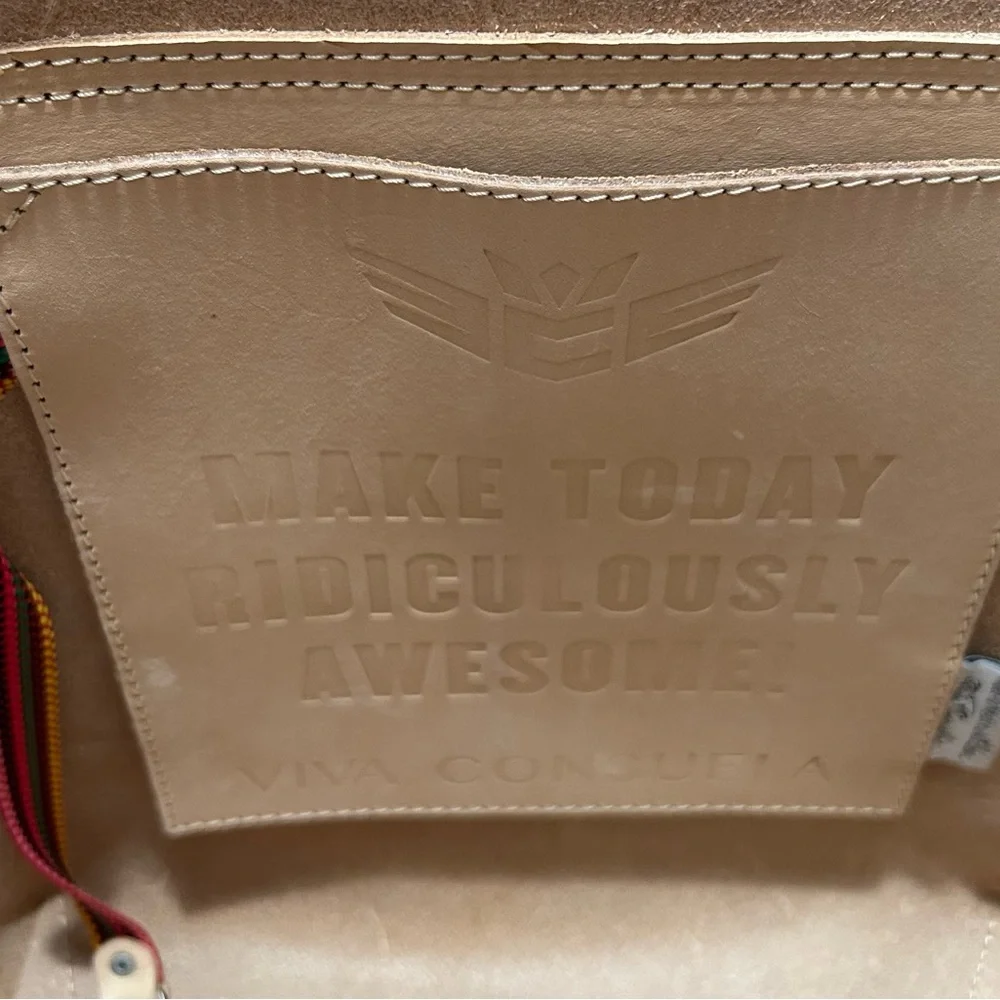 MAKE TODAY
RIDICULOUSLY
AWESOME!
VIVA CONSUELA